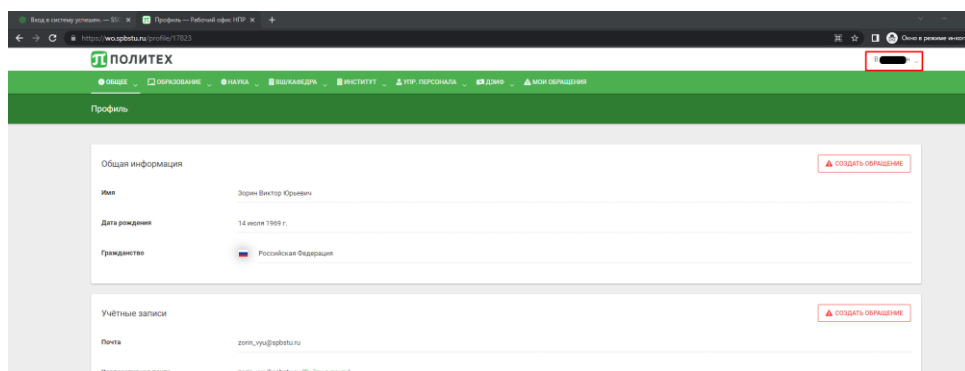 Вход в систему успешен. — SSO
Профиль — Рабочий офис НПР
https://wo.spbstu.ru/profile/17823
Окно в режиме инког
ПОЛИТЕХ
ОБЩЕЕ ОБРАЗОВАНИЕ НАУКА ВШ/КАФЕДРА ИНСТИТУТ УПР. ПЕРСОНАЛА ДЭИФ МОИ ОБРАЩЕНИЯ
Профиль
Общая информация
СОЗДАТЬ ОБРАЩЕНИЕ
Имя Зорин Виктор Юрьевич
Дата рождения 14 июля 1969 г.
Гражданство Российская Федерация
Учётные записи
СОЗДАТЬ ОБРАЩЕНИЕ
Почта zorin_vyu@spbstu.ru